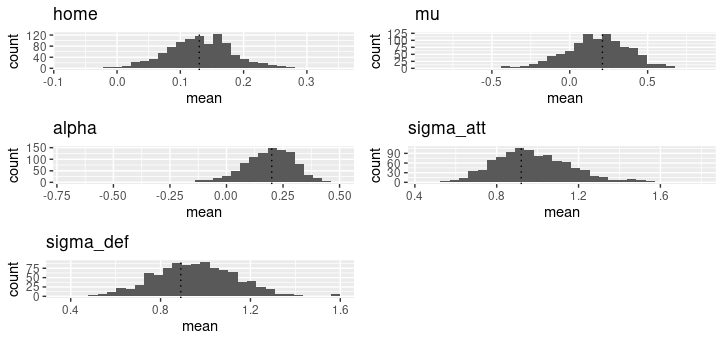 home
count
120
80
40
0
-0.1 0.0 0.1 0.2 0.3
mean
mu
count
125
100
75
50
25
0
-0.5 0.0 0.5
mean
alpha
count
150
100
50
0
-0.75 -0.50 -0.25 0.00 0.25 0.50
mean
sigma_att
count
90
60
30
0
0.4 0.8 1.2 1.6
mean
sigma_def
count
75
50
25
0
0.4 0.8 1.2 1.6
mean